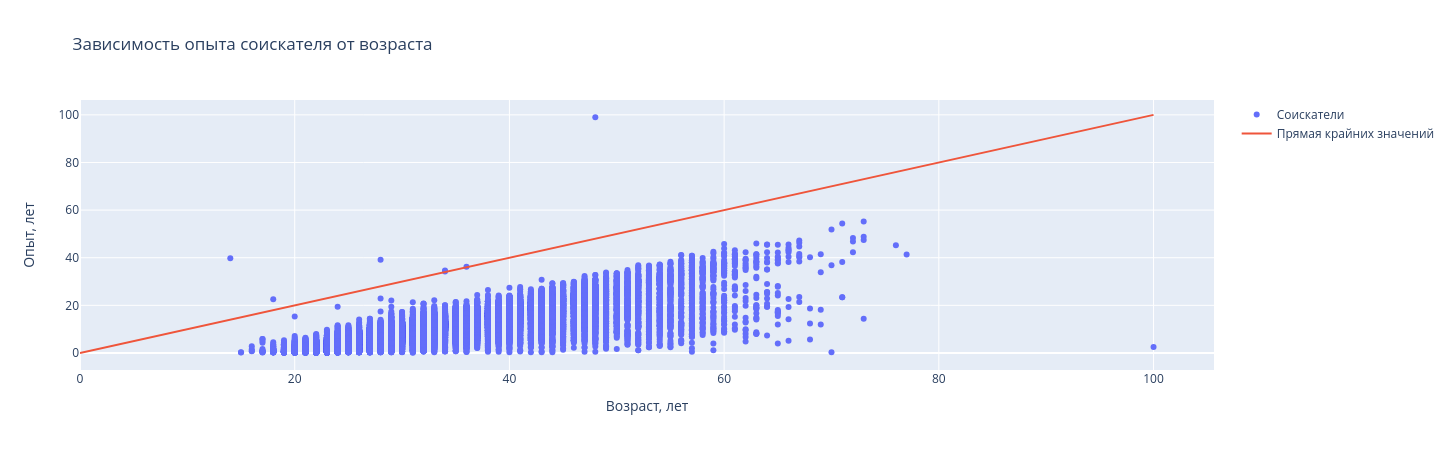 Зависимость опыта соискателя от возраста
Опыт, лет
100
80
60
40
20
0
0 20 40 60 80 100
Возраст, лет
Соискатели
Прямая крайних значений